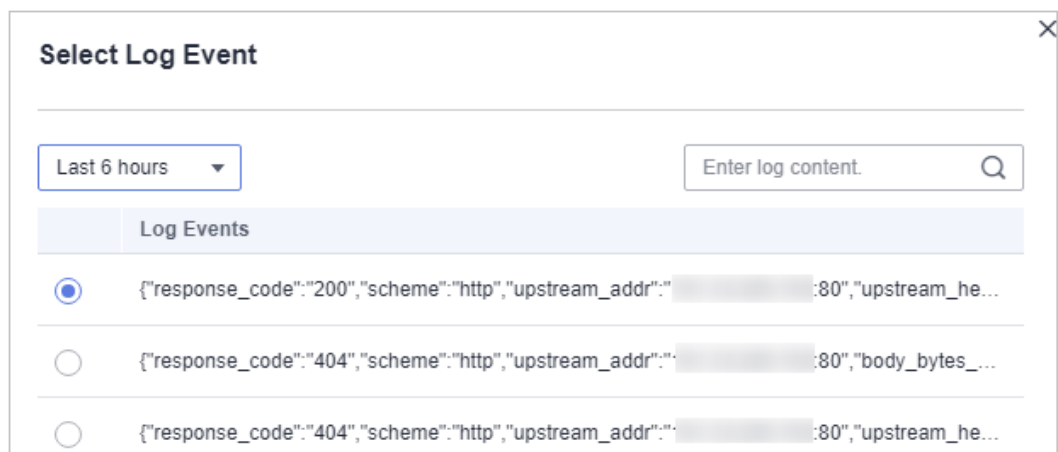 Select Log Event
Last 6 hours
Enter log content.
Log Events
{"response_code":"200","scheme":"http","upstream_addr":" :80","upstream_he...
{"response_code":"404","scheme":"http","upstream_addr":" :80","body_bytes_...
{"response_code":"404","scheme":"http","upstream_addr":" :80","upstream_he...